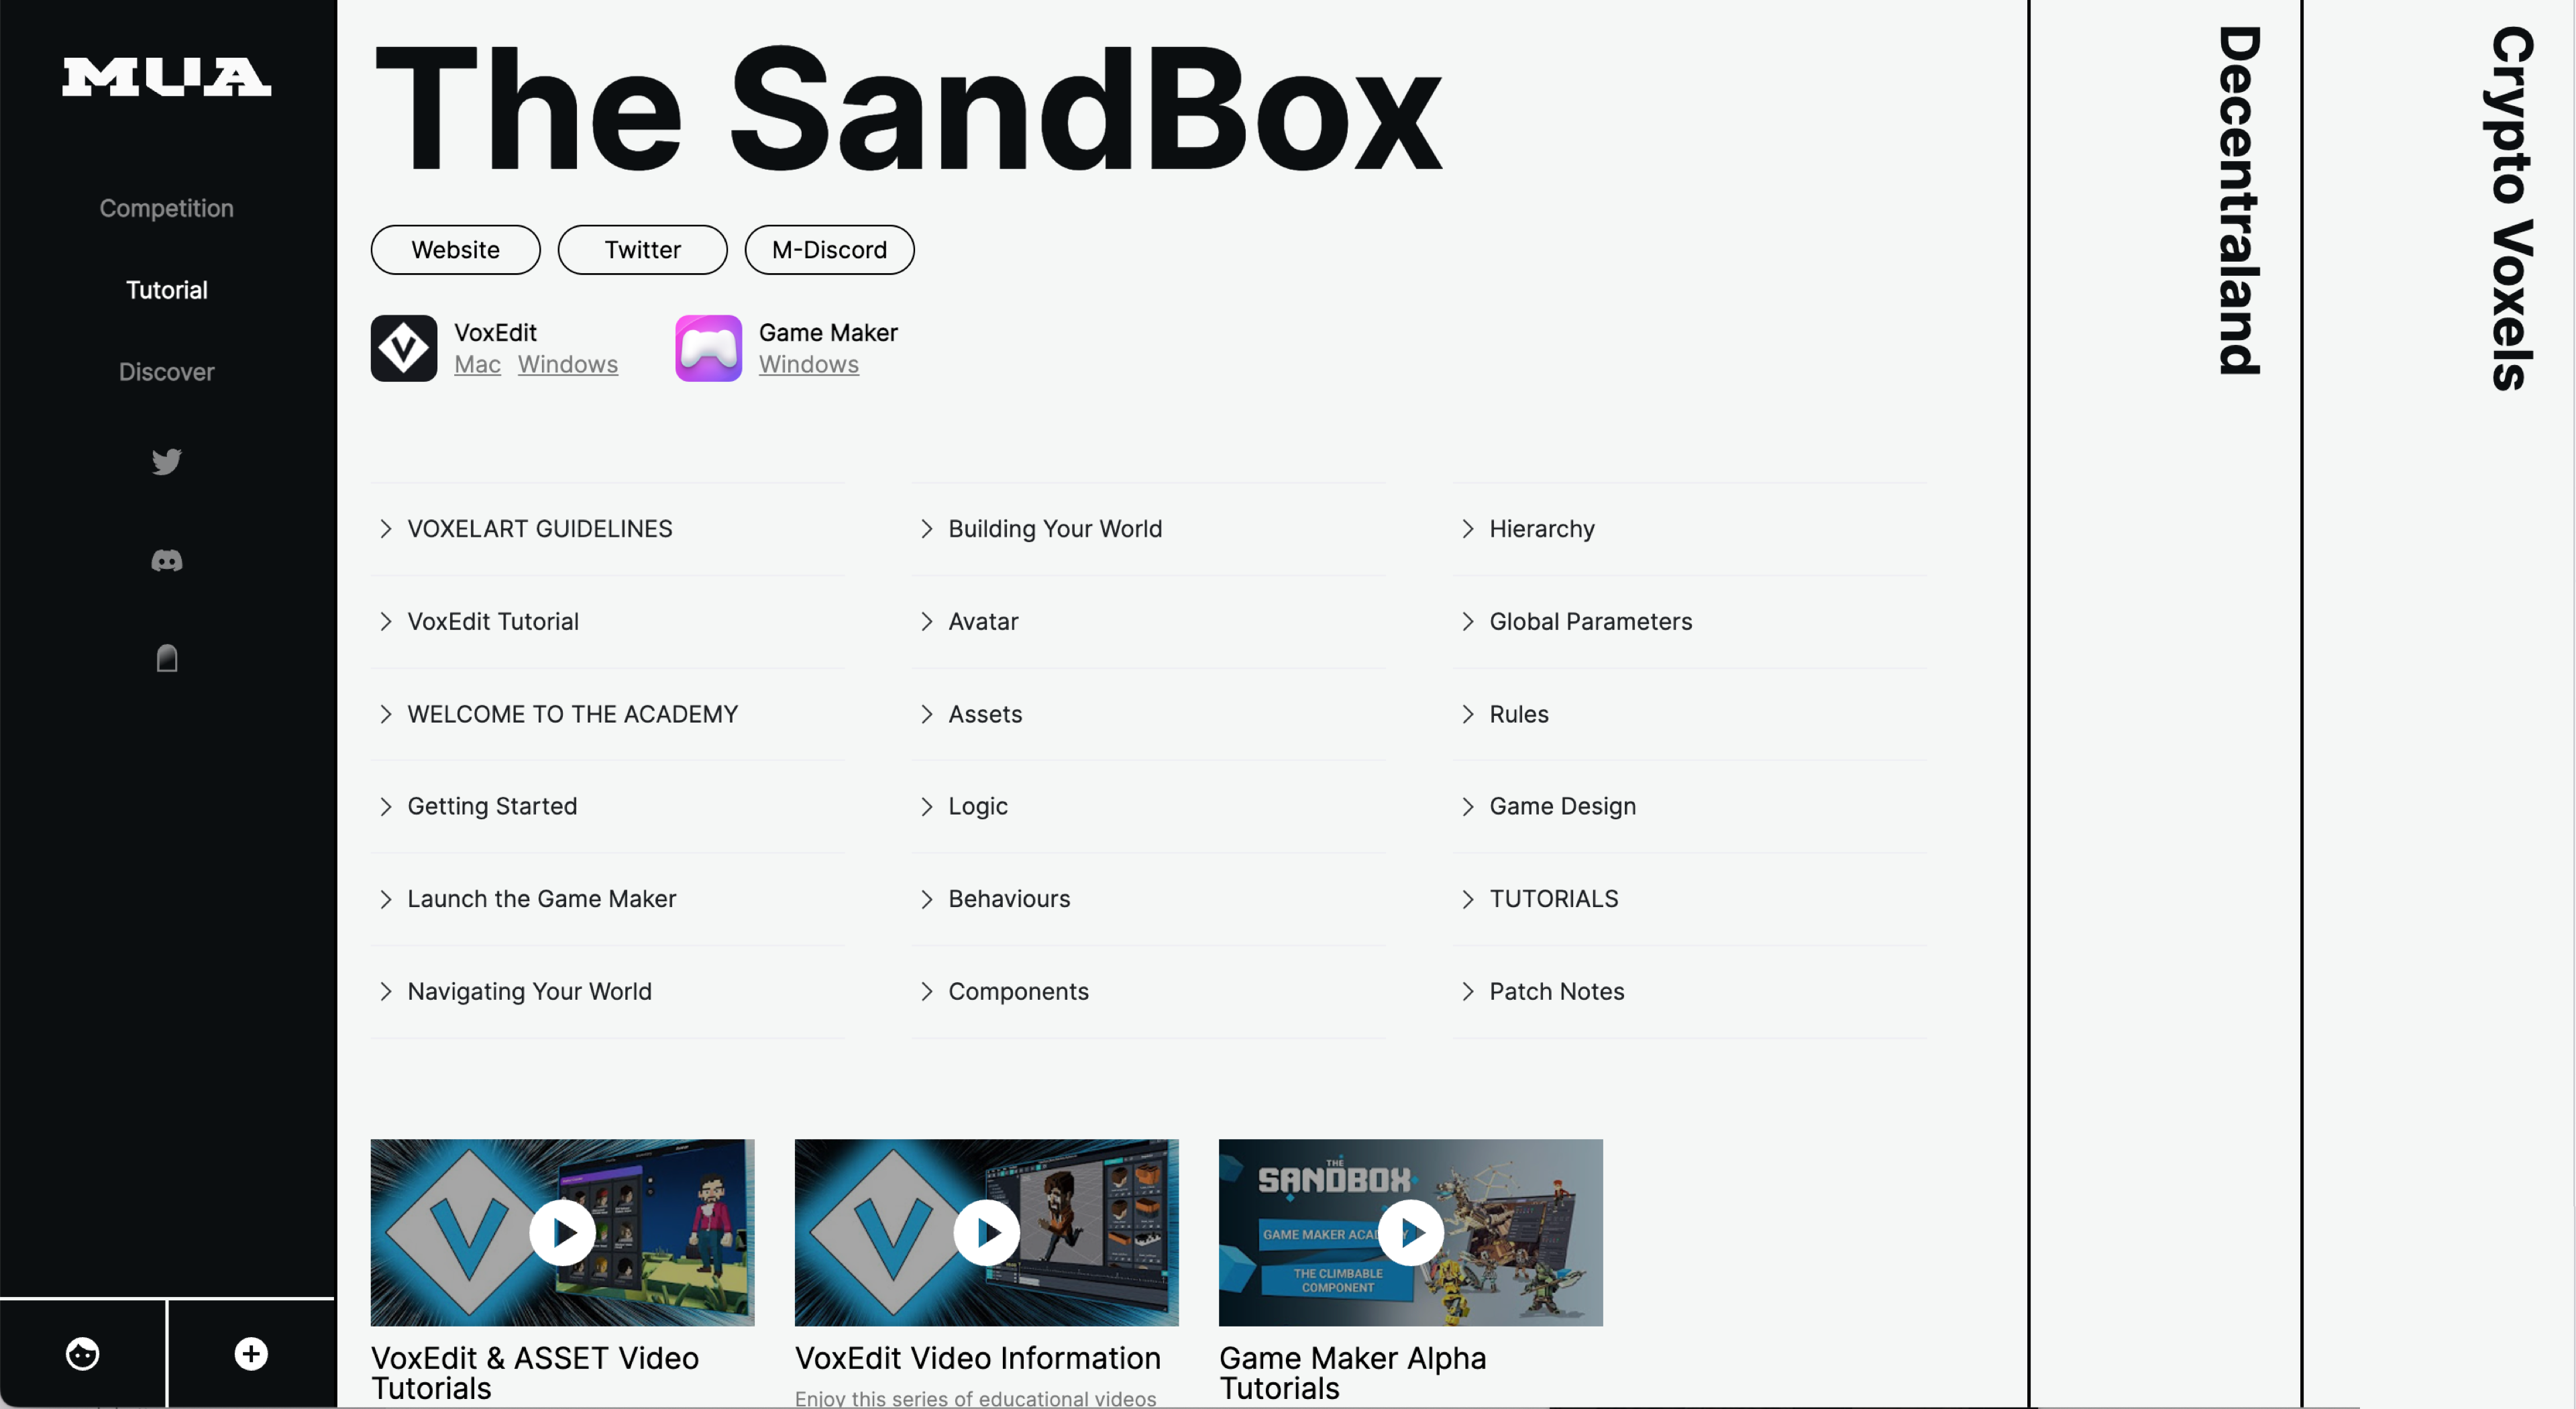 MUA
Competition
Tutorial
Discover
The SandBox
Website
Twitter
M-Discord
VoxEdit
Mac Windows
Game Maker
Windows
VOXELART GUIDELINES
VoxEdit Tutorial
WELCOME TO THE ACADEMY
Getting Started
Launch the Game Maker
Navigating Your World
Building Your World
Avatar
Assets
Logic
Behaviours
Components
Hierarchy
Global Parameters
Rules
Game Design
TUTORIALS
Patch Notes
VoxEdit & ASSET Video
Tutorials
VoxEdit Video Information
Enjoy this series of educational videos
THE
SANDBOX
GAME MAKER
THE CLIMBABLE
COMPONENT
Game Maker Alpha
Tutorials
Decentraland
Crypto Voxels